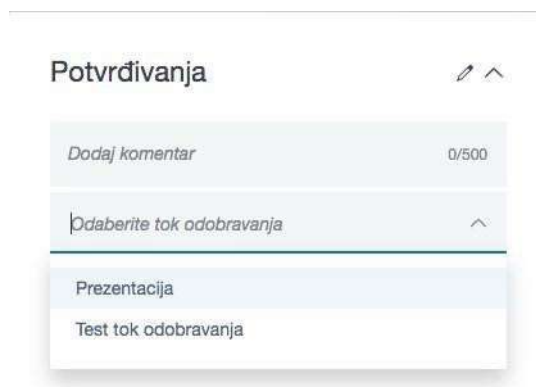 Potvrđivanja
Dodaj komentar 0/500
Odaberite tok odobravanja
Prezentacija
Test tok odobravanja